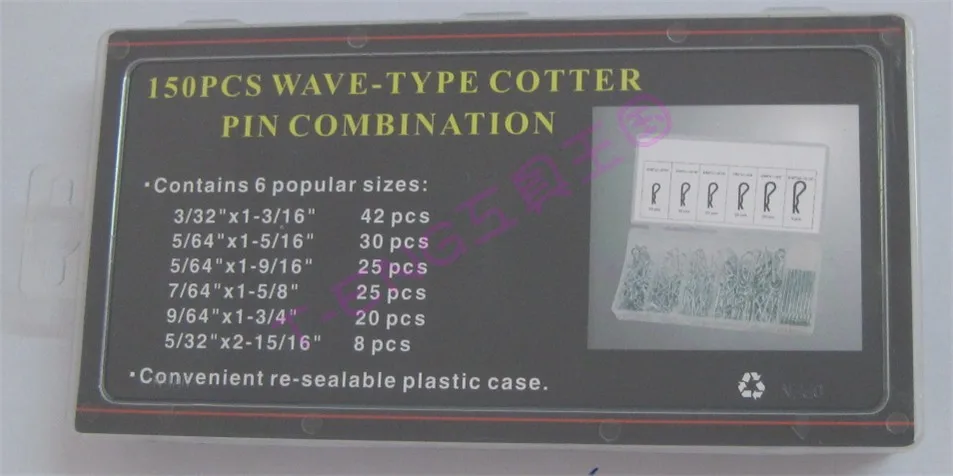 150PCS WAVE-TYPE COTTER
PIN COMBINATION
·Contains 6 popular sizes:
3/32"x1-3/16" 42 pcs
5/64"x1-5/16" 30 pcs
5/64"x1-9/16" 25 pcs
7/64"x1-5/8" 25 pcs
9/64"x1-3/4" 20 pcs
5/32"x2-15/16" 8 pcs
·Convenient re-sealable plastic case.